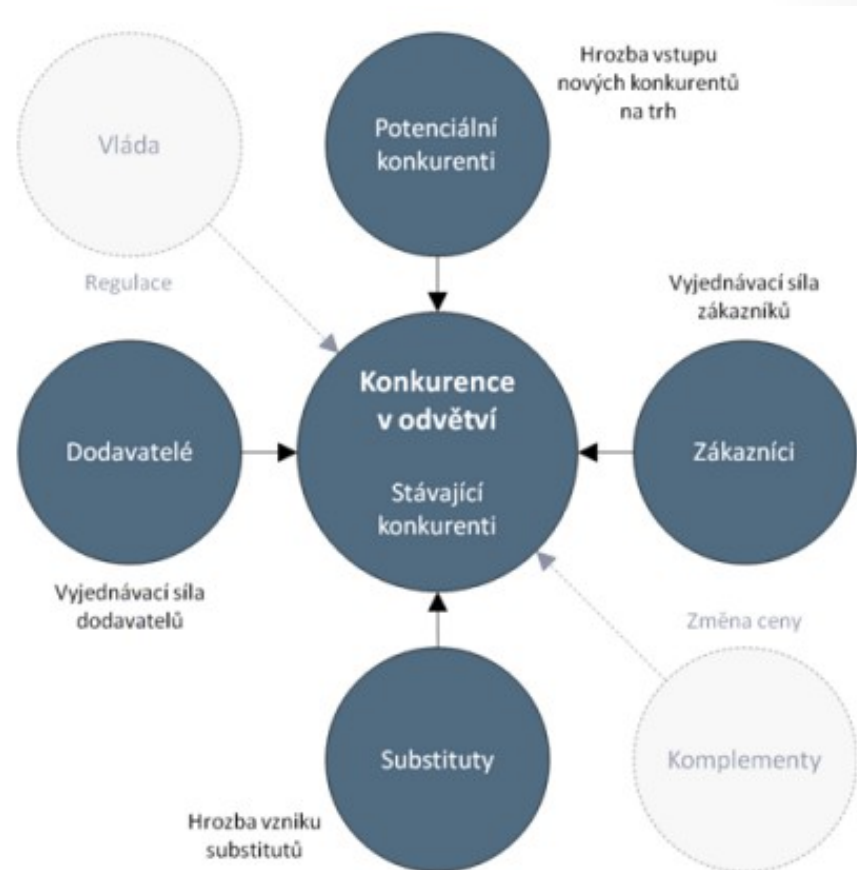 Hrozba vstupu
nových konkurentů
na trh
Vláda
Potenciální
konkurenti
Regulace
Vyjednávací síla
zákazníků
Konkurence
v odvětví
Dodavatelé
Zákazníci
Stávající
konkurenti
Vyjednávací síla
dodavatelů
Změna ceny
Substituty
Komplementy
Hrozba vzniku
substitutů